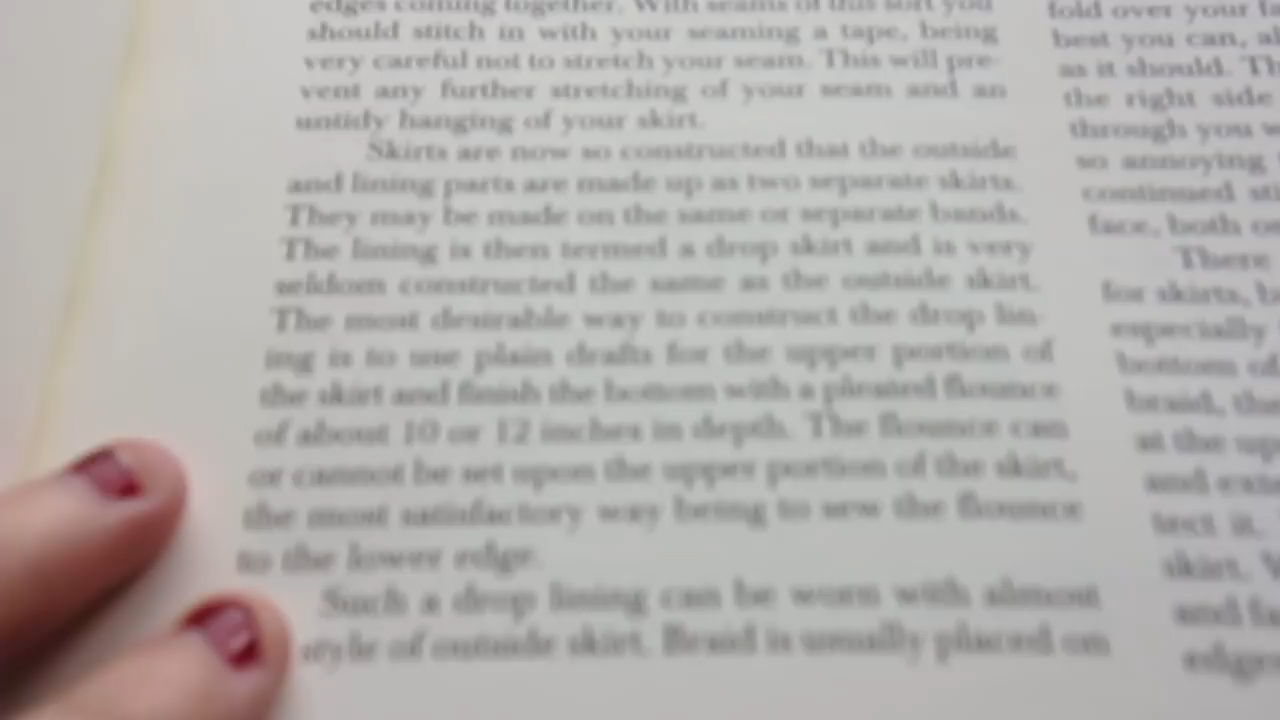 edges coming together. With seams of this sort you
should stitch in with your seaming a tape, being
very careful not to stretch your seam. This will pre-
vent any further stretching of your seam and an
untidy hanging of your skirt.
Skirts are now so constructed that the outside
and lining parts are made up as two separate skirts.
They may be made on the same or separate bands.
The lining is then termed a drop skirt and is very
seldom constructed the same as the outside skirt.
The most desirable way to construct the drop lin-
ing is to use plain drafts for the upper portion of
the skirt and finish the bottom with a pleated flounce
of about 10 or 12 inches in depth. The flounce can
or cannot be set upon the upper portion of the skirt,
the most satisfactory way being to sew the flounce
to the lower edge.
Such a drop lining can be worn with almost
style of outside skirt. Braid is usually placed on
fold over your
best you can,
as it should.
the right side
through you
so annoying
continued
face, both
There
for skirts,
especially
bottom of
braid, the
at the
and
tect it.
skirt.
and
edges